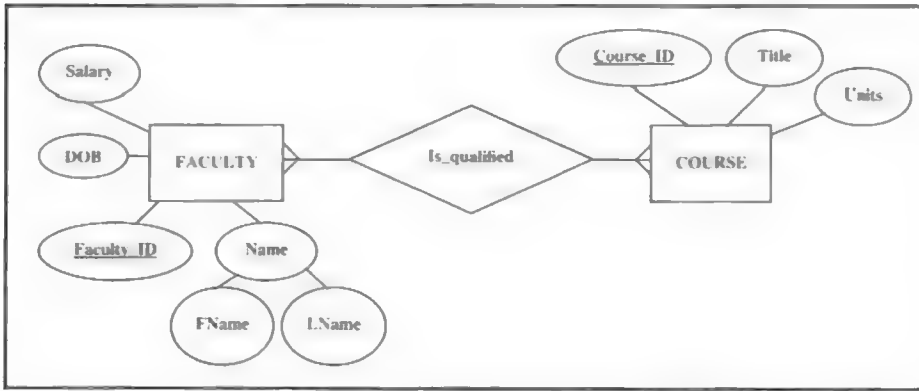 Salary
DOB
FACULTY
Faculty_ID
Name
FName
LName
Is_qualified
Course_ID
Title
Units
COURSE